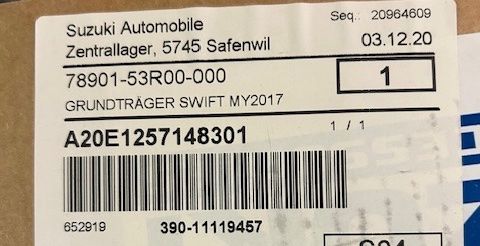 Suzuki Automobile
Seq.: 20964609
Zentrallager, 5745 Safenwil
03.12.20
78901-53R00-000
1
GRUNDTRÄGER SWIFT MY2017
A20E1257148301
1 / 1
652919
390-11119457